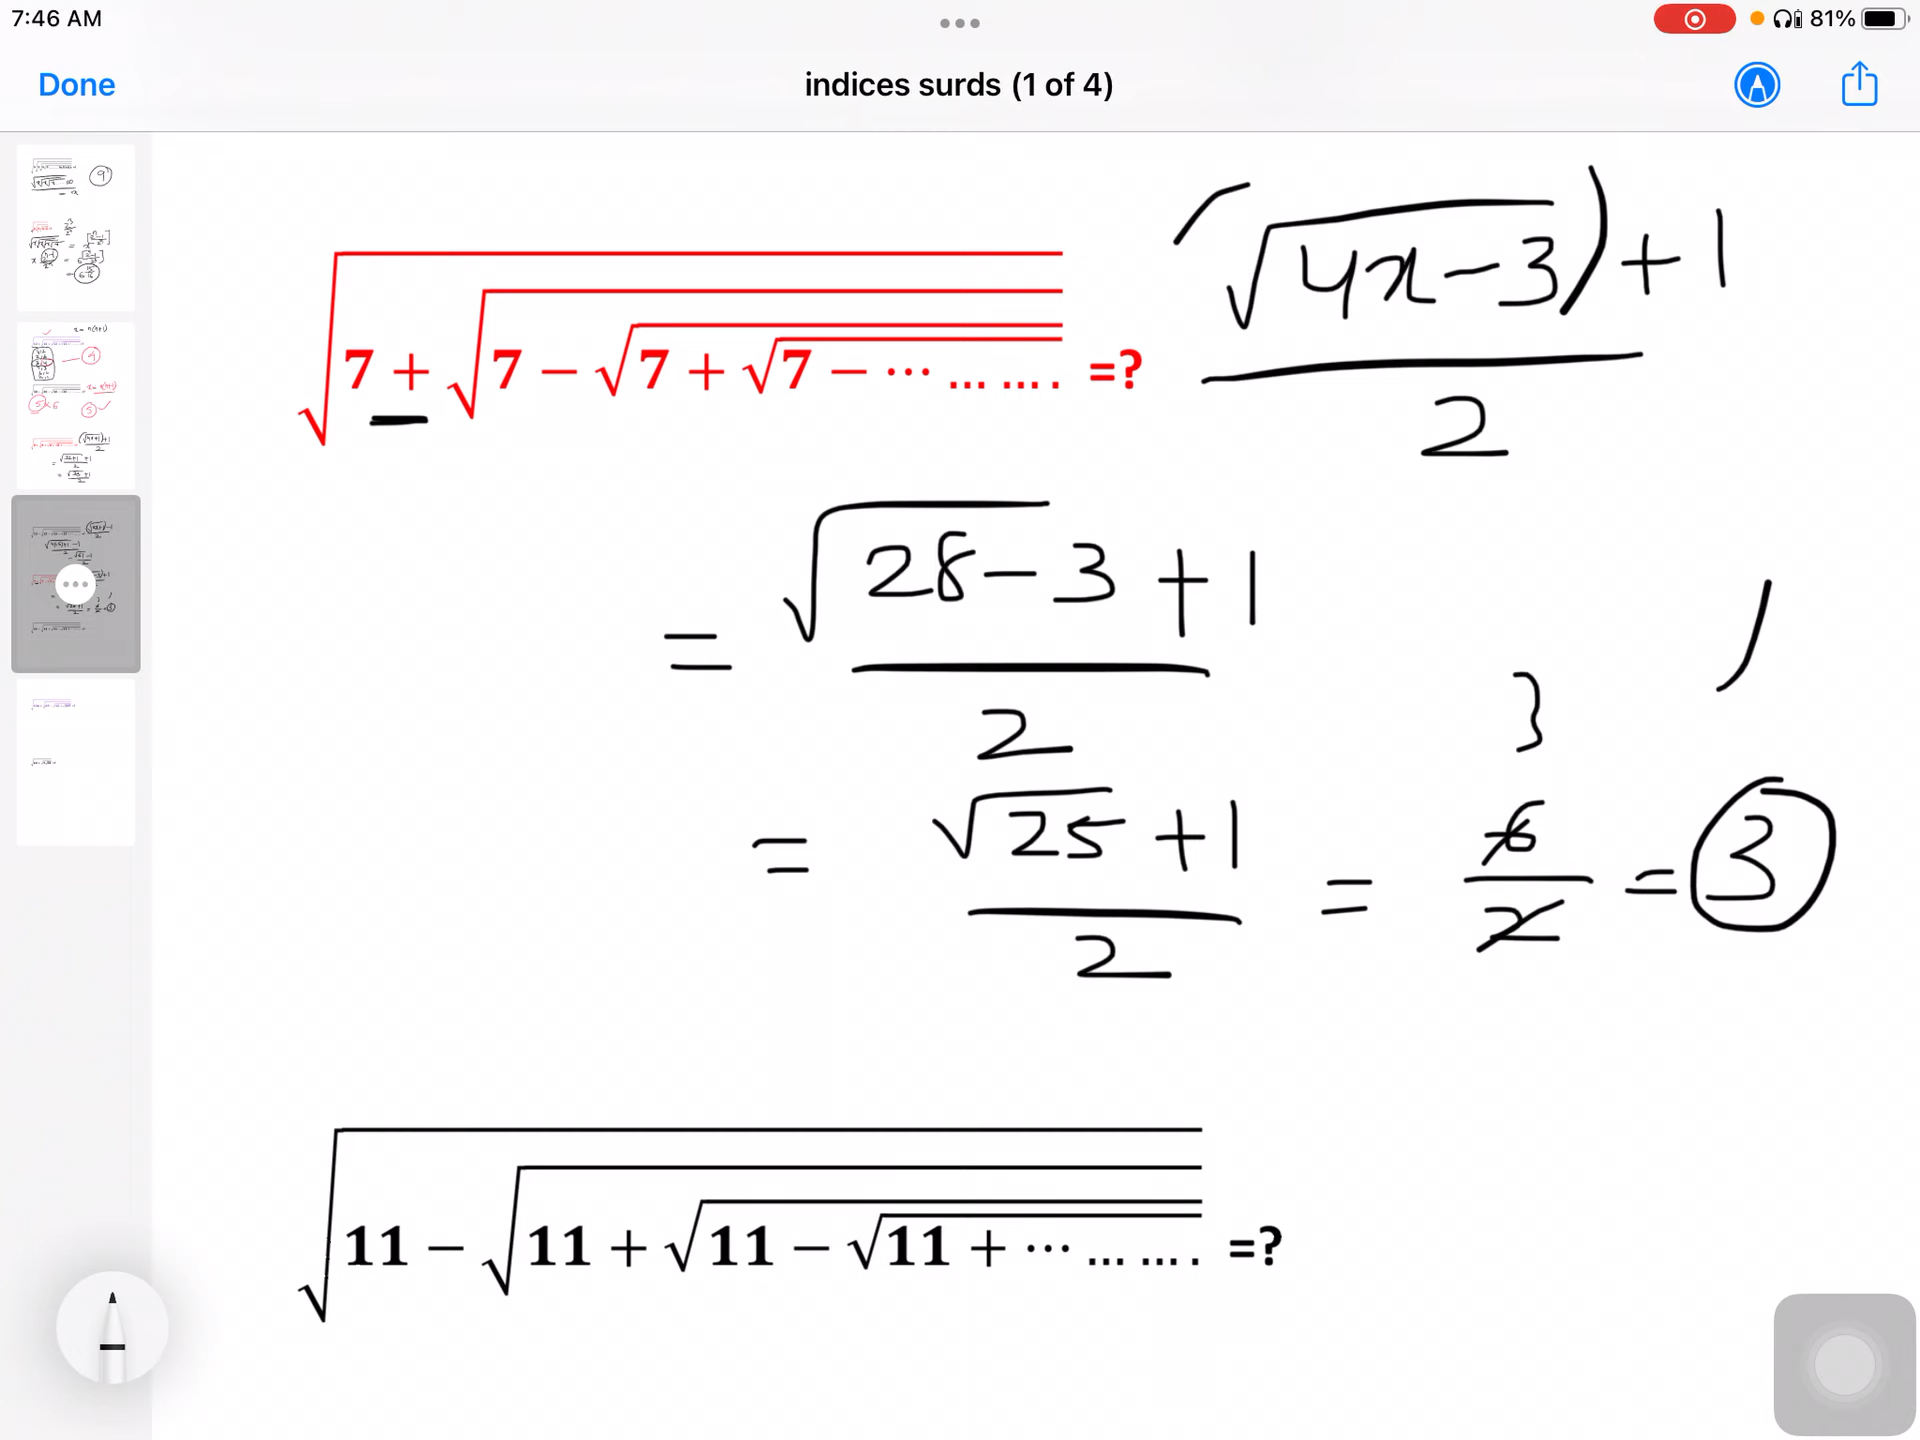 7:46 AM
81%
Done
indices surds (1 of 4)
√(7 + √(7 − √(7 + √(7 − ··· ... ... . =?
(√(4x − 3)) + 1
2
= √(28 − 3) + 1
2
3
= √25 + 1 = 6 = 3
2 2
√(11 − √(11 + √(11 − √(11 + ··· ... ... . =?